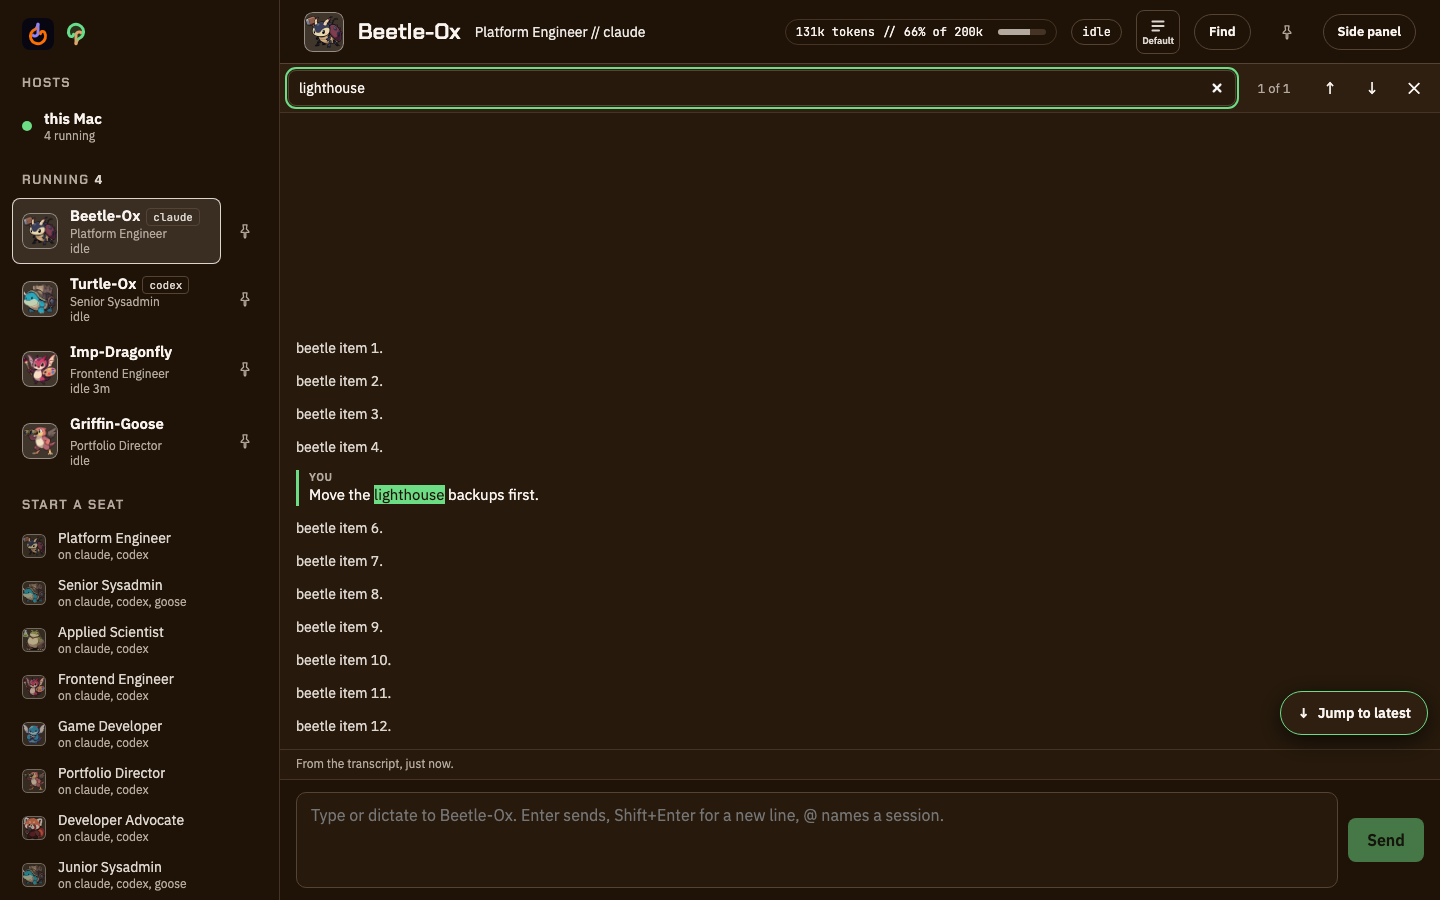 HOSTS
this Mac
4 running
RUNNING 4
Beetle-Ox claude
Platform Engineer
idle
Turtle-Ox codex
Senior Sysadmin
idle
Imp-Dragonfly
Frontend Engineer
idle 3m
Griffin-Goose
Portfolio Director
idle
START A SEAT
Platform Engineer
on claude, codex
Senior Sysadmin
on claude, codex, goose
Applied Scientist
on claude, codex
Frontend Engineer
on claude, codex
Game Developer
on claude, codex
Portfolio Director
on claude, codex
Developer Advocate
on claude, codex
Junior Sysadmin
on claude, codex, goose
Beetle-Ox Platform Engineer // claude
131k tokens // 66% of 200k
idle
Default
Find
Side panel
lighthouse
1 of 1
beetle item 1.
beetle item 2.
beetle item 3.
beetle item 4.
YOU
Move the lighthouse backups first.
beetle item 6.
beetle item 7.
beetle item 8.
beetle item 9.
beetle item 10.
beetle item 11.
beetle item 12.
Jump to latest
From the transcript, just now.
Type or dictate to Beetle-Ox. Enter sends, Shift+Enter for a new line, @ names a session.
Send